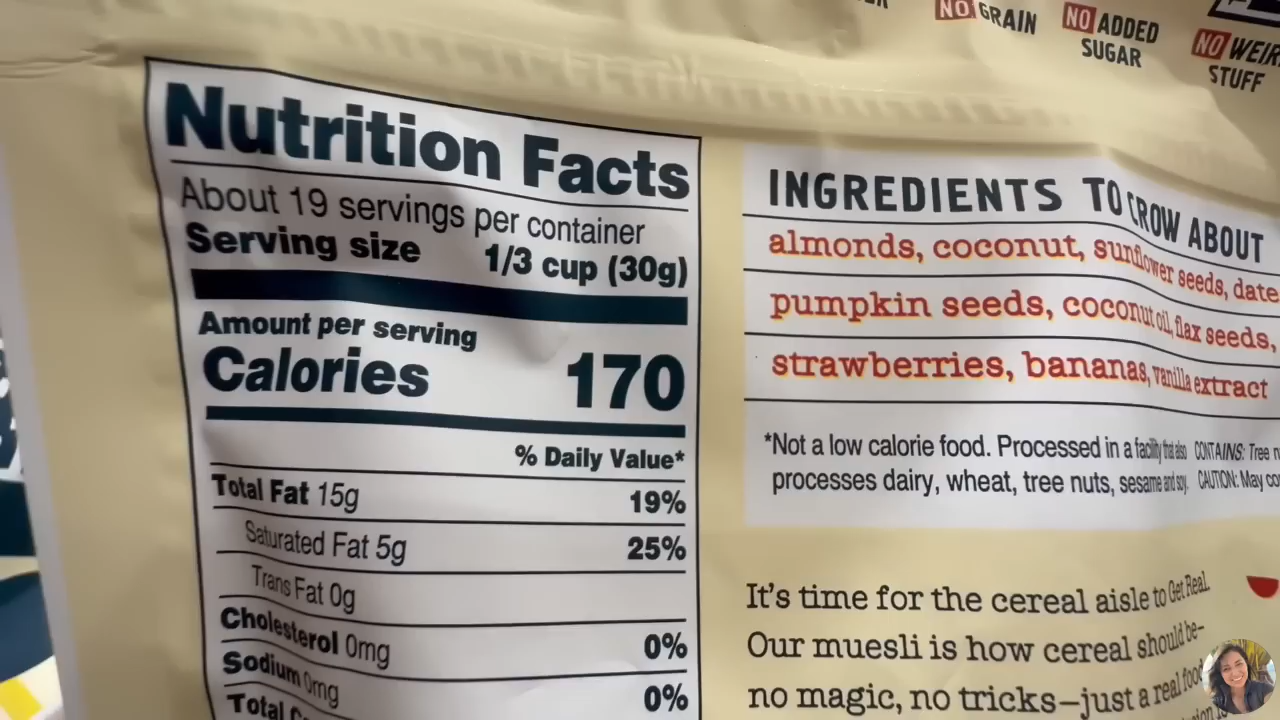 NO GRAIN
NO ADDED
SUGAR
NO WEIR
STUFF
Nutrition Facts
About 19 servings per container
Serving size 1/3 cup (30g)
Amount per serving
Calories 170
% Daily Value*
Total Fat 15g 19%
Saturated Fat 5g 25%
Trans Fat 0g
Cholesterol 0mg 0%
Sodium 0mg 0%
Total
INGREDIENTS TO CROW ABOUT
almonds, coconut, sunflower seeds, date
pumpkin seeds, coconut oil, flax seeds,
strawberries, bananas, vanilla extract
*Not a low calorie food. Processed in a facility that also CONTAINS: Tree n
processes dairy, wheat, tree nuts, sesame and soy. CAUTION: May co
It's time for the cereal aisle to Get Real.
Our muesli is how cereal should be–
no magic, no tricks—just a real food